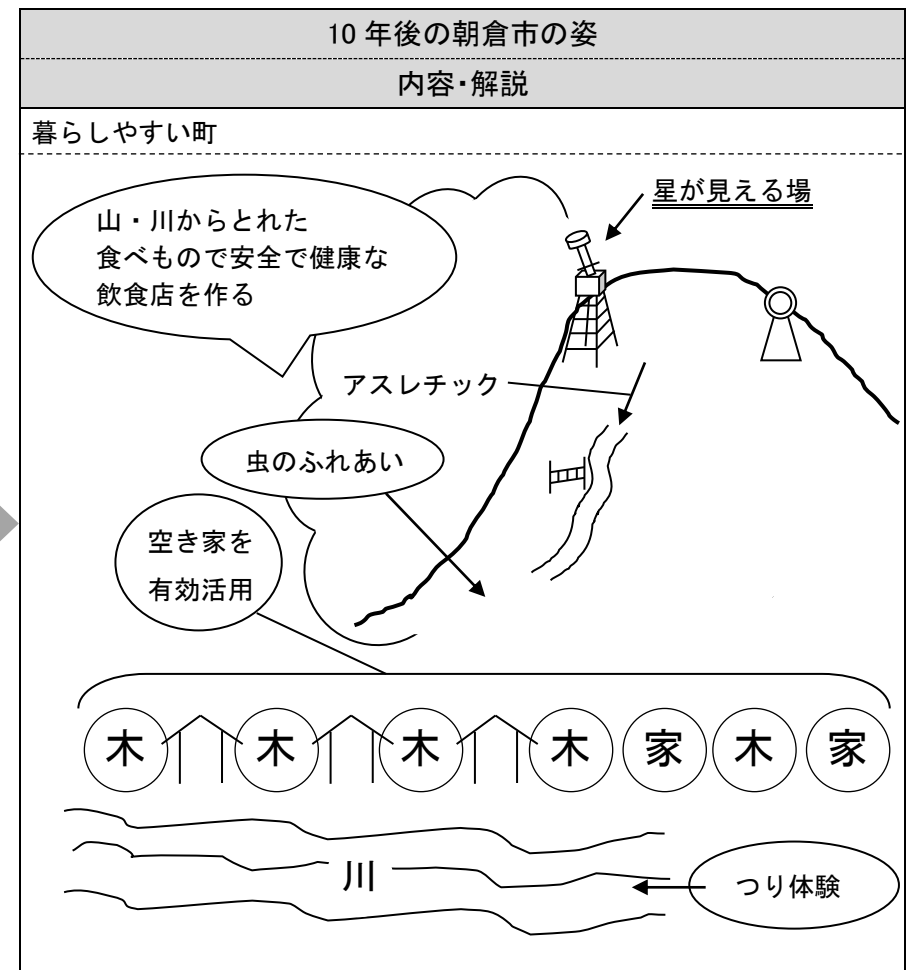 10年後の朝倉市の姿
内容・解説
暮らしやすい町
星が見える場
山・川からとれた
食べもので安全で健康な
飲食店を作る
アスレチック
虫のふれあい
空き家を
有効活用
木 木 木 木 家 木 家
川
つり体験